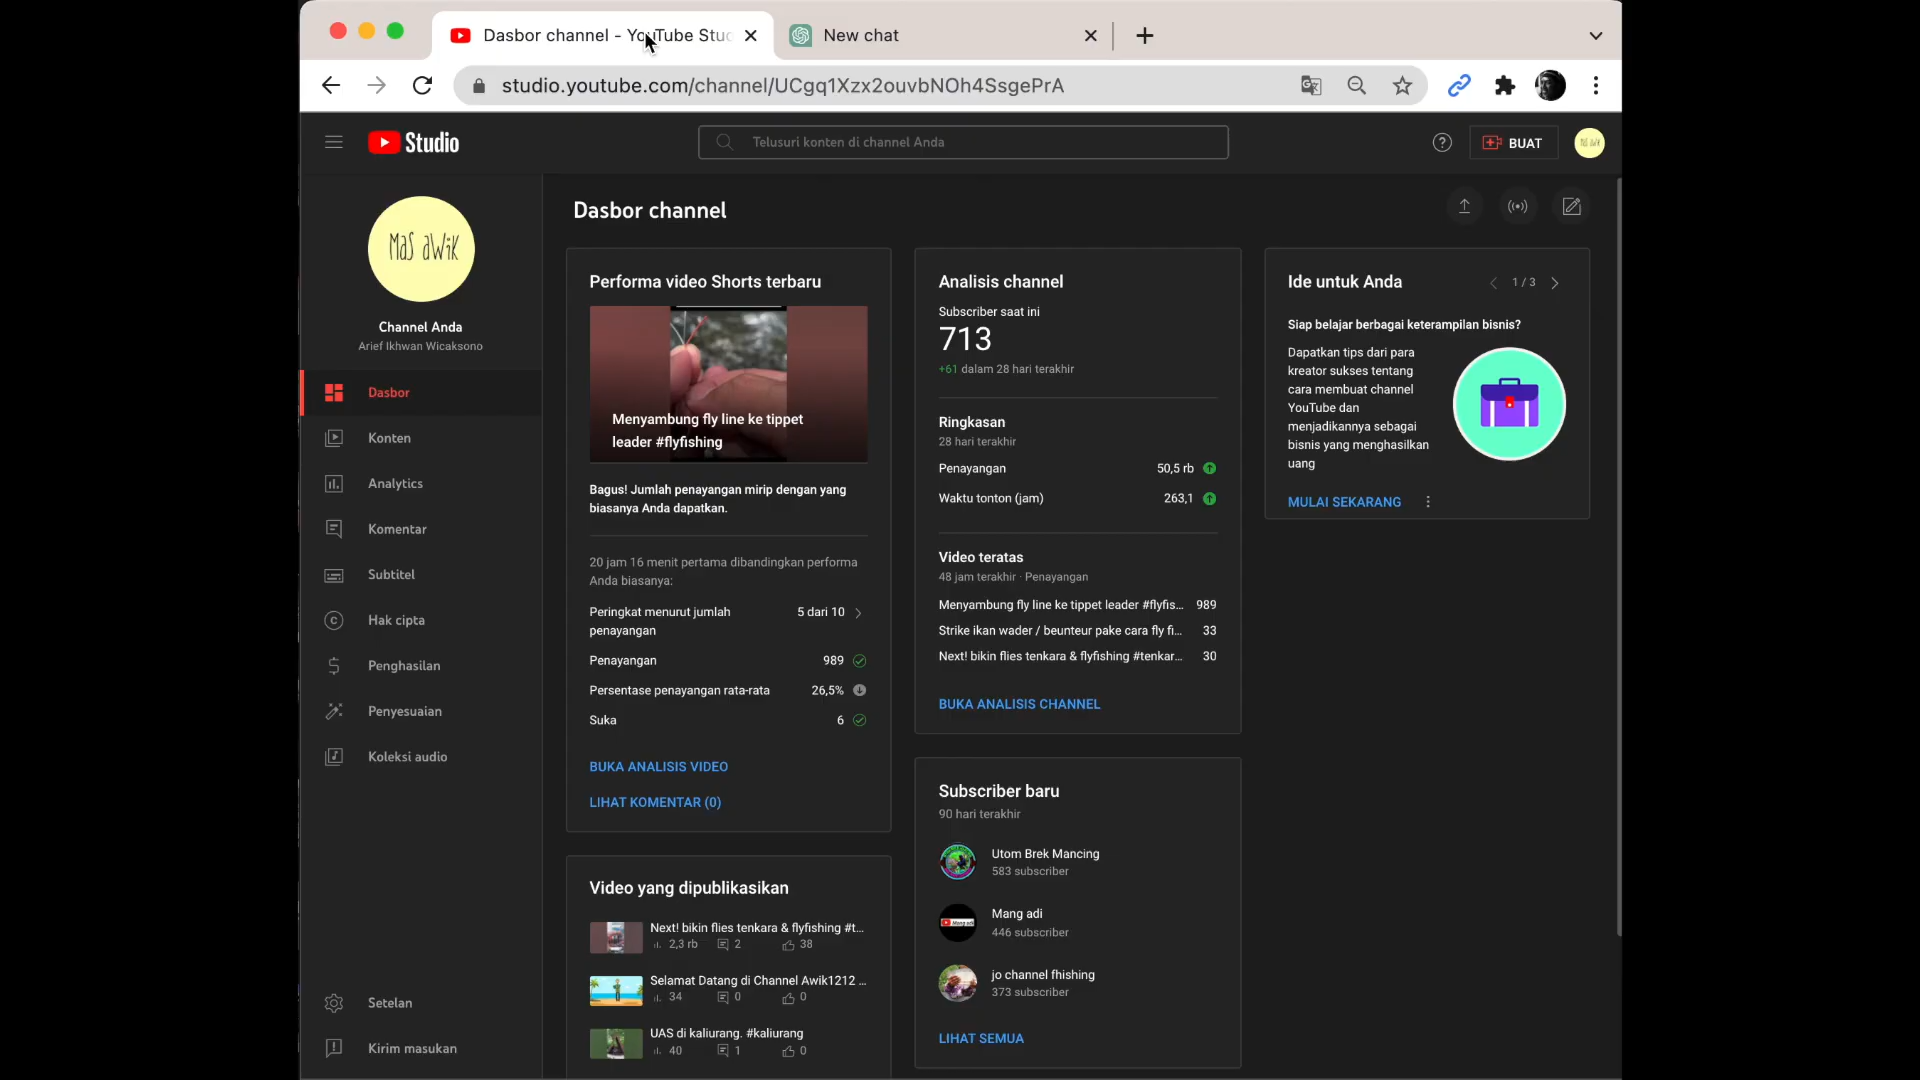 Dasbor channel - YouTube Stu
New chat
studio.youtube.com/channel/UCgq1Xzx2ouvbNOh4SsgePrA
Studio
Telusuri konten di channel Anda
BUAT
MaS aWiK
Channel Anda
Arief Ikhwan Wicaksono
Dasbor
Konten
Analytics
Komentar
Subtitel
Hak cipta
Penghasilan
Penyesuaian
Koleksi audio
Setelan
Kirim masukan
Dasbor channel
Performa video Shorts terbaru
Menyambung fly line ke tippet
leader #flyfishing
Bagus! Jumlah penayangan mirip dengan yang
biasanya Anda dapatkan.
20 jam 16 menit pertama dibandingkan performa
Anda biasanya:
Peringkat menurut jumlah
penayangan
5 dari 10
Penayangan 989
Persentase penayangan rata-rata 26,5%
Suka 6
BUKA ANALISIS VIDEO
LIHAT KOMENTAR (0)
Video yang dipublikasikan
Next! bikin flies tenkara & flyfishing #t...
2,3 rb 2 38
Selamat Datang di Channel Awik1212 ...
34 0 0
UAS di kaliurang. #kaliurang
40 1 0
Analisis channel
Subscriber saat ini
713
+61 dalam 28 hari terakhir
Ringkasan
28 hari terakhir
Penayangan 50,5 rb
Waktu tonton (jam) 263,1
Video teratas
48 jam terakhir · Penayangan
Menyambung fly line ke tippet leader #flyfis... 989
Strike ikan wader / beunteur pake cara fly fi... 33
Next! bikin flies tenkara & flyfishing #tenkar... 30
BUKA ANALISIS CHANNEL
Subscriber baru
90 hari terakhir
Utom Brek Mancing
583 subscriber
Mang adi
446 subscriber
jo channel fhishing
373 subscriber
LIHAT SEMUA
Ide untuk Anda
1 / 3
Siap belajar berbagai keterampilan bisnis?
Dapatkan tips dari para
kreator sukses tentang
cara membuat channel
YouTube dan
menjadikannya sebagai
bisnis yang menghasilkan
uang
MULAI SEKARANG